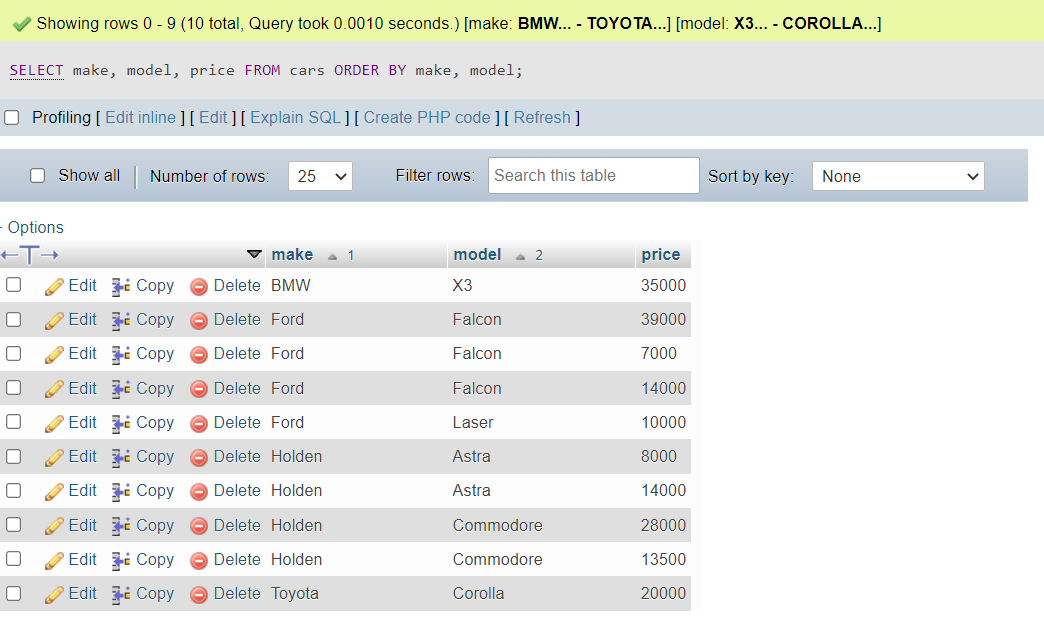 Showing rows 0 - 9 (10 total, Query took 0.0010 seconds.) [make: BMW... - TOYOTA...] [model: X3... - COROLLA...]
SELECT make, model, price FROM cars ORDER BY make, model;
Profiling [ Edit inline ] [ Edit ] [ Explain SQL ] [ Create PHP code ] [ Refresh ]
Show all Number of rows: 25 Filter rows: Search this table Sort by key: None
Options
make 1 model 2 price
Edit Copy Delete BMW X3 35000
Edit Copy Delete Ford Falcon 39000
Edit Copy Delete Ford Falcon 7000
Edit Copy Delete Ford Falcon 14000
Edit Copy Delete Ford Laser 10000
Edit Copy Delete Holden Astra 8000
Edit Copy Delete Holden Astra 14000
Edit Copy Delete Holden Commodore 28000
Edit Copy Delete Holden Commodore 13500
Edit Copy Delete Toyota Corolla 20000